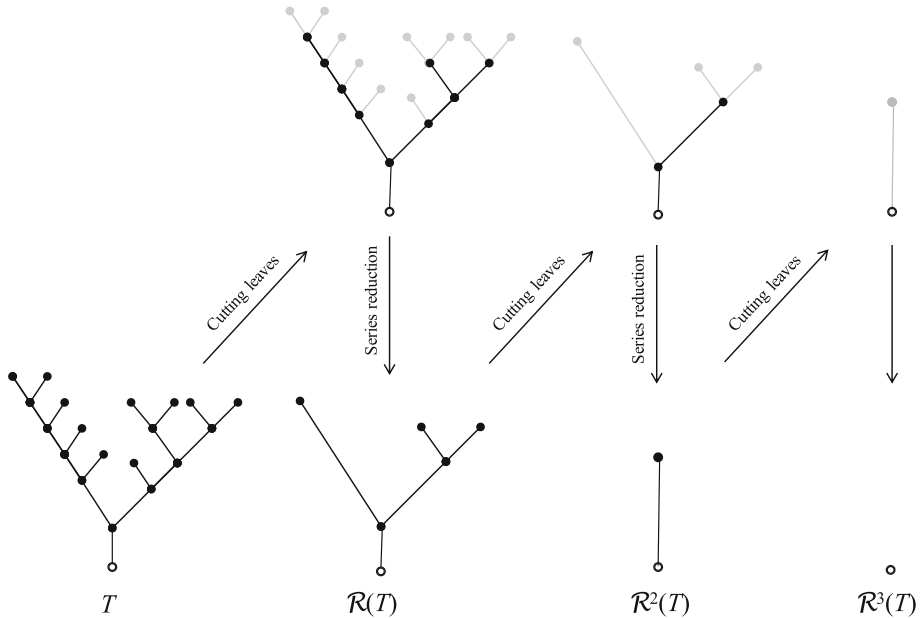 Cutting leaves
Series reduction
Cutting leaves
Series reduction
Cutting leaves
T
R(T)
R²(T)
R³(T)